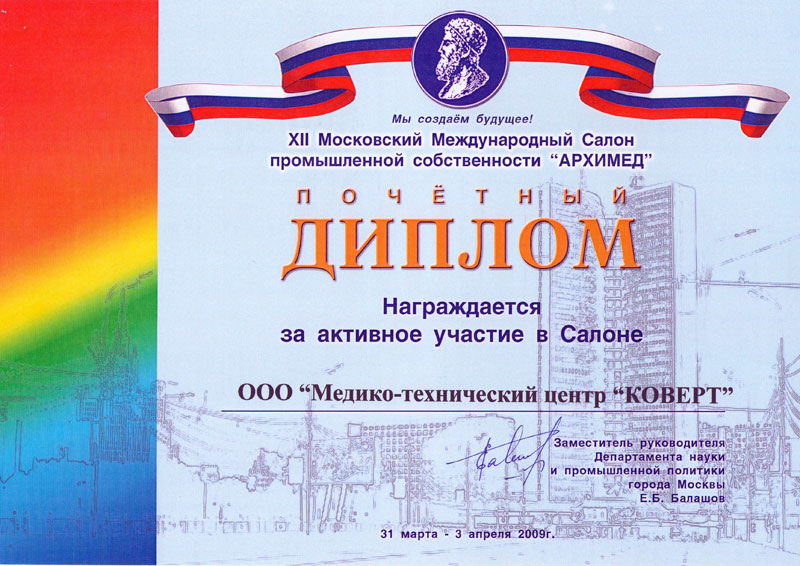 Мы создаём будущее!
XII Московский Международный Салон
промышленной собственности “АРХИМЕД”
ПОЧЁТНЫЙ
ДИПЛОМ
Награждается
за активное участие в Салоне
ООО “Медико-технический центр “КОВЕРТ”
Заместитель руководителя
Департамента науки
и промышленной политики
города Москвы
Е.Б. Балашов
31 марта - 3 апреля 2009г.